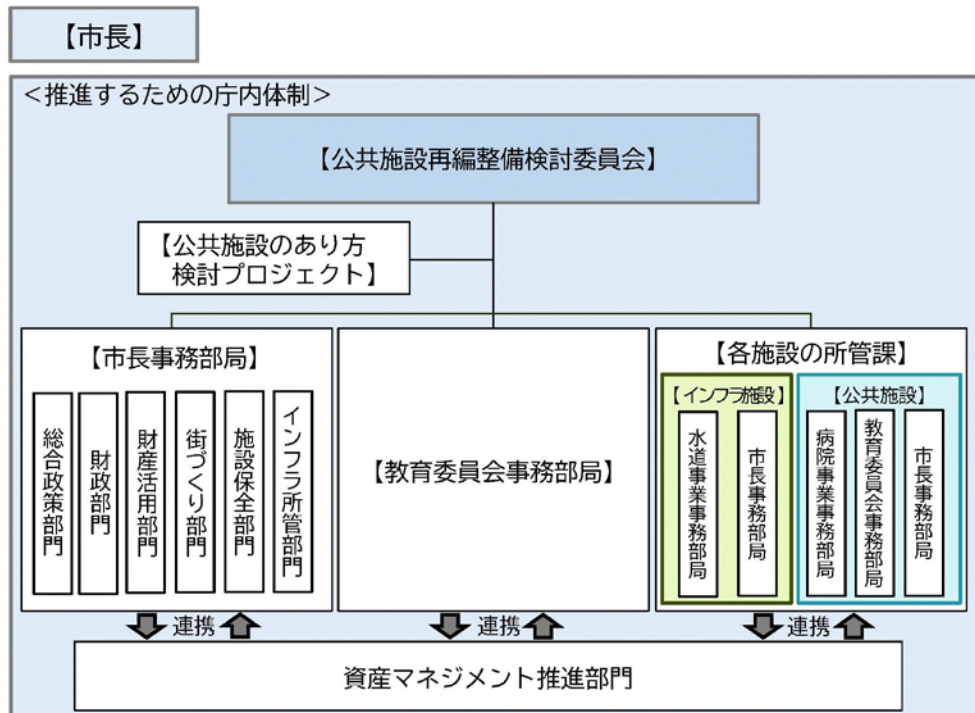 【市長】
＜推進するための庁内体制＞
【公共施設再編整備検討委員会】
【公共施設のあり方
検討プロジェクト】
【市長事務部局】
総合政策部門
財政部門
財産活用部門
街づくり部門
施設保全部門
インフラ所管部門
【教育委員会事務部局】
【各施設の所管課】
【インフラ施設】
水道事業事務部局
市長事務部局
【公共施設】
病院事業事務部局
教育委員会事務部局
市長事務部局
連携
連携
連携
資産マネジメント推進部門